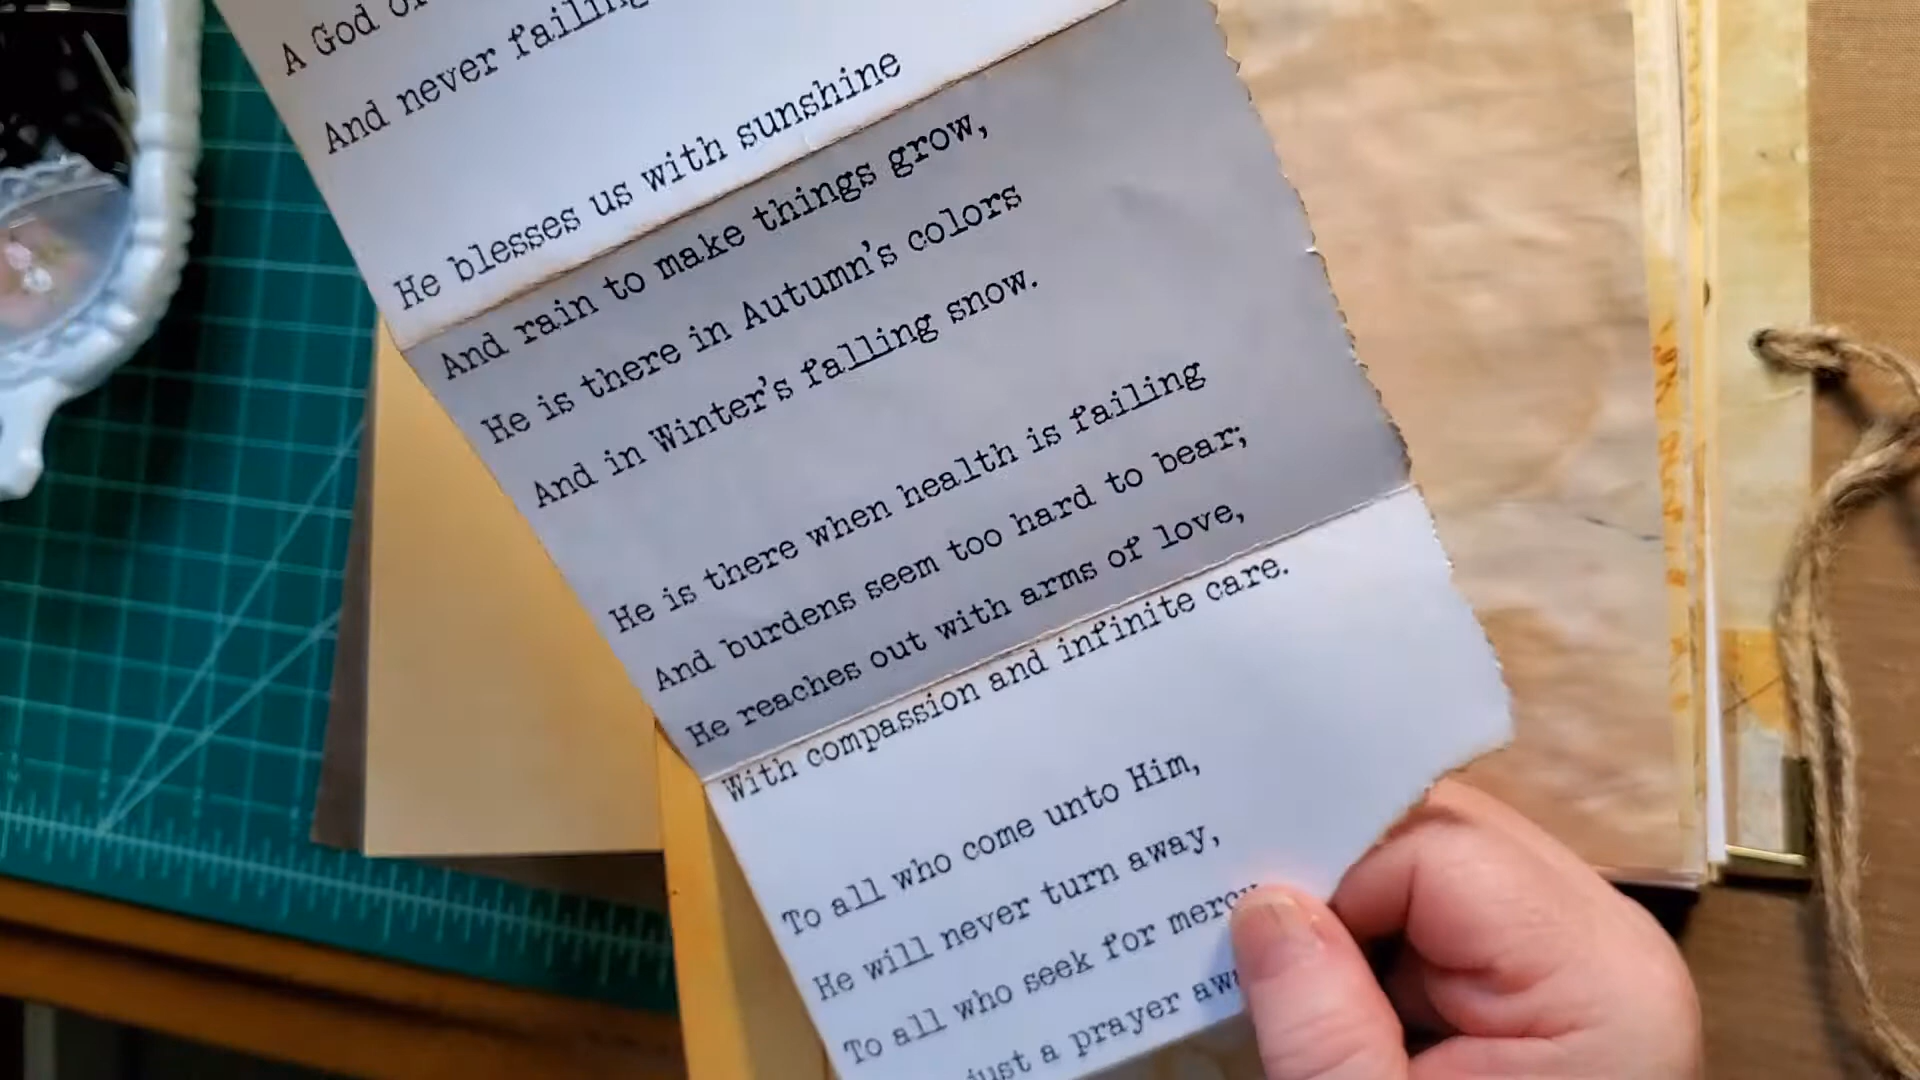 A God of
And never failing
He blesses us with sunshine
And rain to make things grow,
He is there in Autumn's colors
And in Winter's falling snow.
He is there when health is failing
And burdens seem too hard to bear;
He reaches out with arms of love,
With compassion and infinite care.
To all who come unto Him,
He will never turn away,
To all who seek for mercy
just a prayer